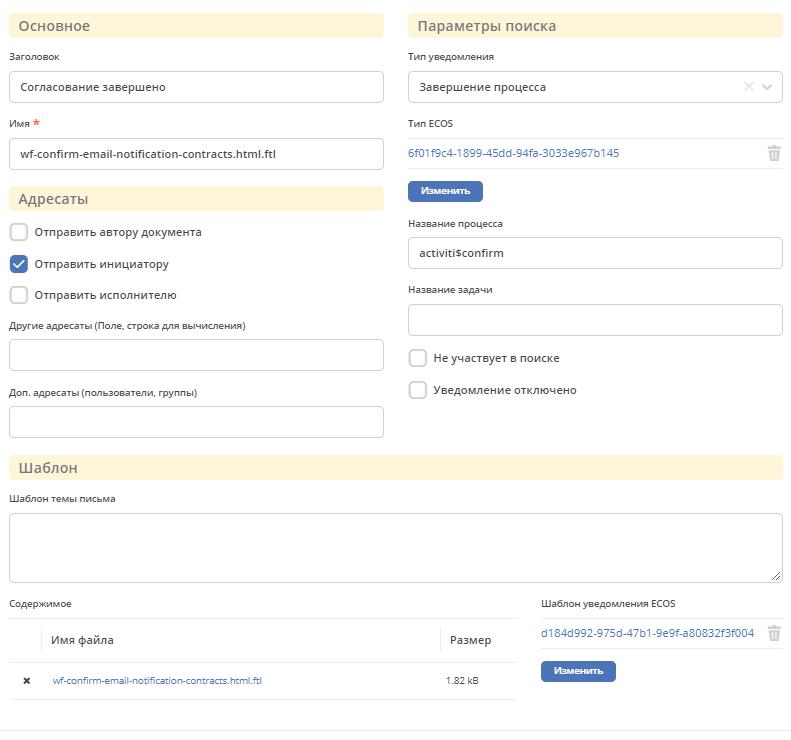 Основное
Заголовок
Согласование завершено
Имя *
wf-confirm-email-notification-contracts.html.ftl
Адресаты
Отправить автору документа
Отправить инициатору
Отправить исполнителю
Другие адресаты (Поле, строка для вычисления)
Доп. адресаты (пользователи, группы)
Параметры поиска
Тип уведомления
Завершение процесса
Тип ECOS
6f01f9c4-1899-45dd-94fa-3033e967b145
Изменить
Название процесса
activiti$confirm
Название задачи
Не участвует в поиске
Уведомление отключено
Шаблон
Шаблон темы письма
Содержимое
Имя файла Размер
wf-confirm-email-notification-contracts.html.ftl 1.82 kB
Шаблон уведомления ECOS
d184d992-975d-47b1-9e9f-a80832f3f004
Изменить